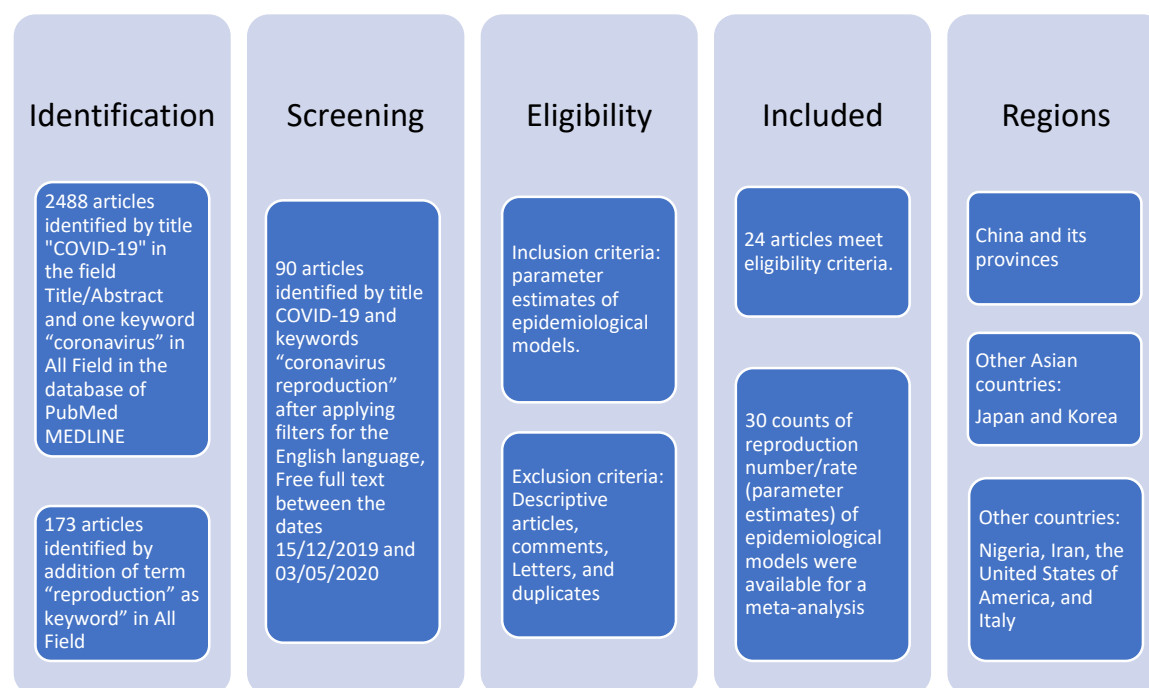 Identification
2488 articles
identified by title
"COVID-19" in
the field
Title/Abstract
and one keyword
“coronavirus” in
All Field in the
database of
PubMed
MEDLINE
173 articles
identified by
addition of term
“reproduction” as
keyword” in All
Field
Screening
90 articles
identified by title
COVID-19 and
keywords
“coronavirus
reproduction”
after applying
filters for the
English language,
Free full text
between the
dates
15/12/2019 and
03/05/2020
Eligibility
Inclusion criteria:
parameter
estimates of
epidemiological
models.
Exclusion criteria:
Descriptive
articles,
comments,
Letters, and
duplicates
Included
24 articles meet
eligibility criteria.
30 counts of
reproduction
number/rate
(parameter
estimates) of
epidemiological
models were
available for a
meta-analysis
Regions
China and its
provinces
Other Asian
countries:
Japan and Korea
Other countries:
Nigeria, Iran, the
United States of
America, and
Italy